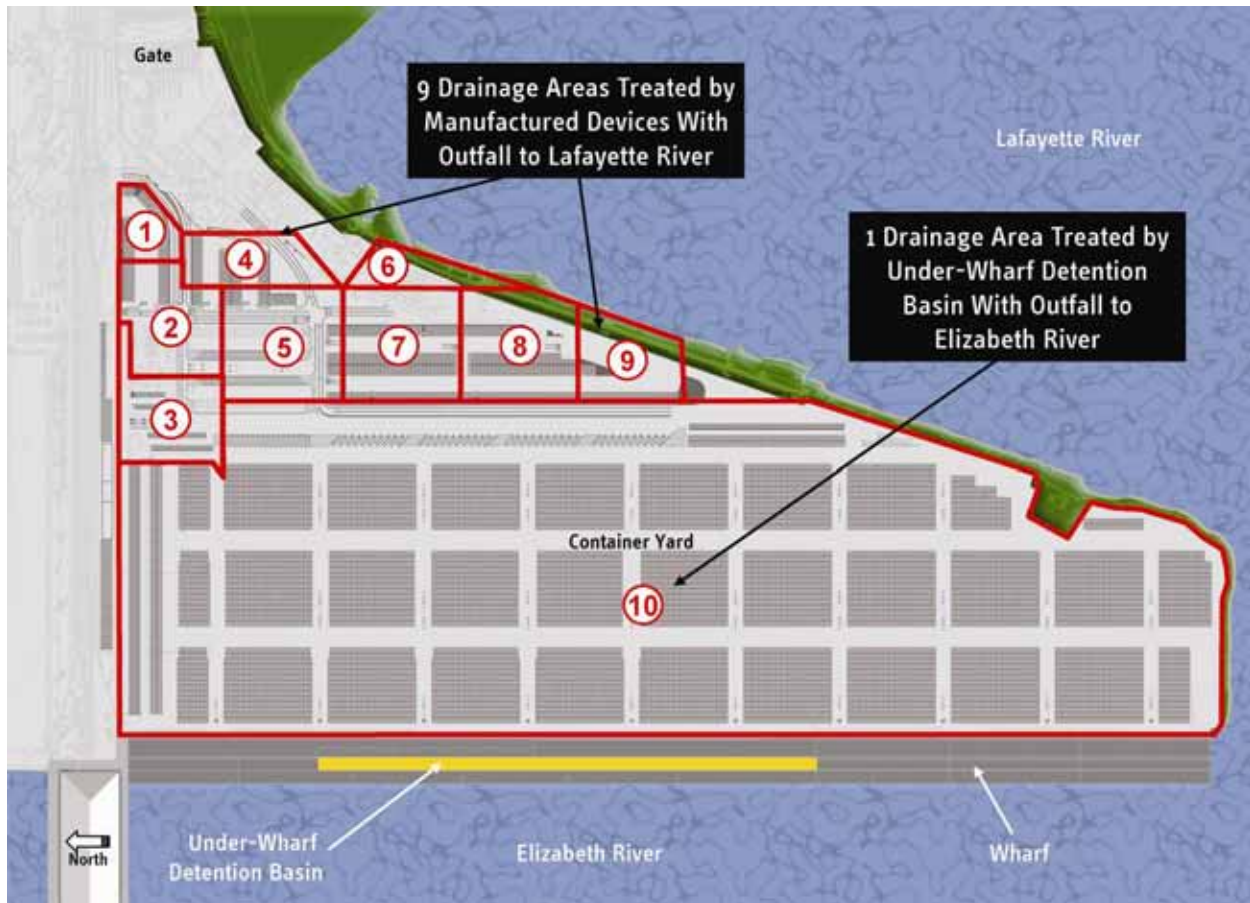 Gate
9 Drainage Areas Treated by
Manufactured Devices With
Outfall to Lafayette River
Lafayette River
1 Drainage Area Treated by
Under-Wharf Detention
Basin With Outfall to
Elizabeth River
1
4
6
2
5
7
8
9
3
Container Yard
10
North
Under-Wharf
Detention Basin
Elizabeth River
Wharf